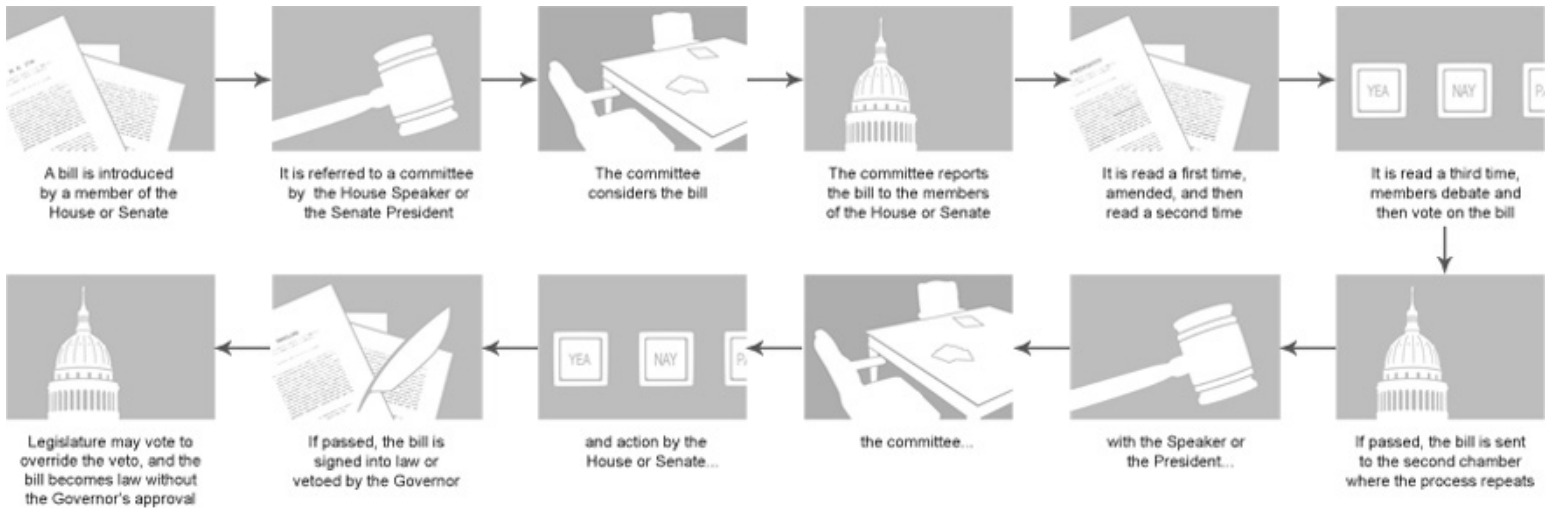 A bill is introduced
by a member of the
House or Senate
It is referred to a committee
by the House Speaker or
the Senate President
The committee
considers the bill
The committee reports
the bill to the members
of the House or Senate
It is read a first time,
amended, and then
read a second time
YEA
NAY
It is read a third time,
members debate and
then vote on the bill
If passed, the bill is sent
to the second chamber
where the process repeats
with the Speaker or
the President...
the committee...
YEA
NAY
and action by the
House or Senate...
If passed, the bill is
signed into law or
vetoed by the Governor
Legislature may vote to
override the veto, and the
bill becomes law without
the Governor's approval